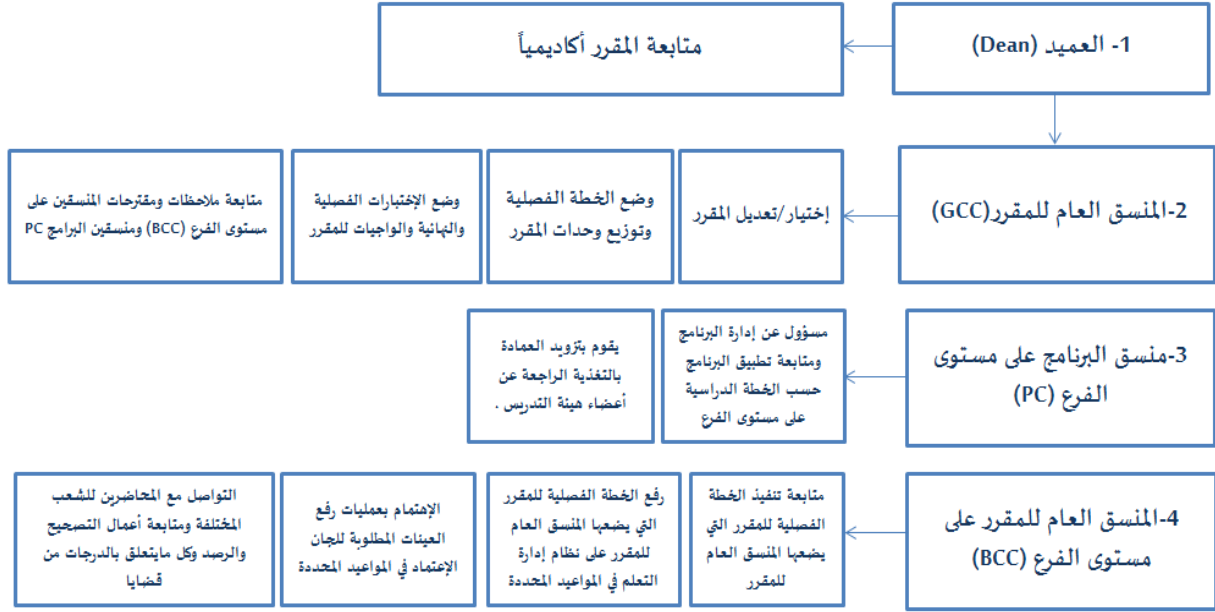 1- العميد (Dean)
متابعة المقرر أكاديمياً
2-المنسق العام للمقرر(GCC)
إختيار/تعديل المقرر
وضع الخطة الفصلية
وتوزيع وحدات المقرر
وضع الإختبارات الفصلية
والنهائية والواجبات للمقرر
متابعة ملاحظات ومقترحات المنسقين على
مستوى الفرع (BCC) ومنسقين البرامج PC
3-منسق البرنامج على مستوى
الفرع (PC)
مسؤول عن إدارة البرنامج
ومتابعة تطبيق البرنامج
حسب الخطة الدراسية
على مستوى الفرع
يقوم بتزويد العمادة
بالتغذية الراجعة عن
أعضاء هيئة التدريس .
4-المنسق العام للمقرر على
مستوى الفرع (BCC)
متابعة تنفيذ الخطة
الفصلية للمقرر التي
يضعها المنسق العام
للمقرر
رفع الخطة الفصلية للمقرر
التي يضعها المنسق العام
للمقرر على نظام إدارة
التعلم في المواعيد المحددة
الإهتمام بعمليات رفع
العينات المطلوبة للجان
الإعتماد في المواعيد المحددة
التواصل مع المحاضرين للشعب
المختلفة ومتابعة أعمال التصحيح
والرصد وكل مايتعلق بالدرجات من
قضايا